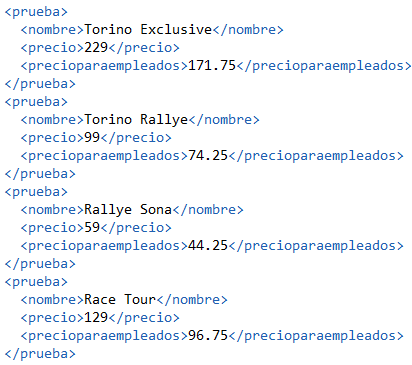 <prueba>
<nombre>Torino Exclusive</nombre>
<precio>229</precio>
<precioparaempleados>171.75</precioparaempleados>
</prueba>
<prueba>
<nombre>Torino Rallye</nombre>
<precio>99</precio>
<precioparaempleados>74.25</precioparaempleados>
</prueba>
<prueba>
<nombre>Rallye Sona</nombre>
<precio>59</precio>
<precioparaempleados>44.25</precioparaempleados>
</prueba>
<prueba>
<nombre>Race Tour</nombre>
<precio>129</precio>
<precioparaempleados>96.75</precioparaempleados>
</prueba>